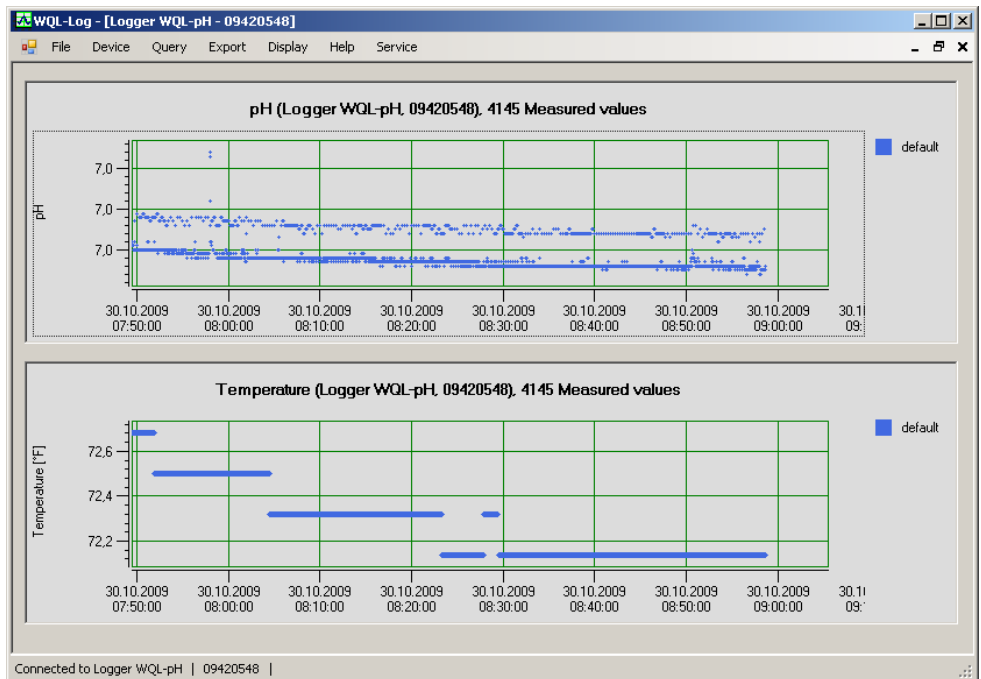 WQL-Log - [Logger WQL-pH - 09420548]
File Device Query Export Display Help Service
pH (Logger WQL-pH, 09420548), 4145 Measured values
default
7,0
7,0
7,0
pH
30.10.2009 30.10.2009 30.10.2009 30.10.2009 30.10.2009 30.10.2009 30.10.2009 30.10.2009 30.1
07:50:00 08:00:00 08:10:00 08:20:00 08:30:00 08:40:00 08:50:00 09:00:00 09:
Temperature (Logger WQL-pH, 09420548), 4145 Measured values
default
72,6
72,4
72,2
Temperature [°F]
30.10.2009 30.10.2009 30.10.2009 30.10.2009 30.10.2009 30.10.2009 30.10.2009 30.10.2009 30.1
07:50:00 08:00:00 08:10:00 08:20:00 08:30:00 08:40:00 08:50:00 09:00:00 09:
Connected to Logger WQL-pH | 09420548 |